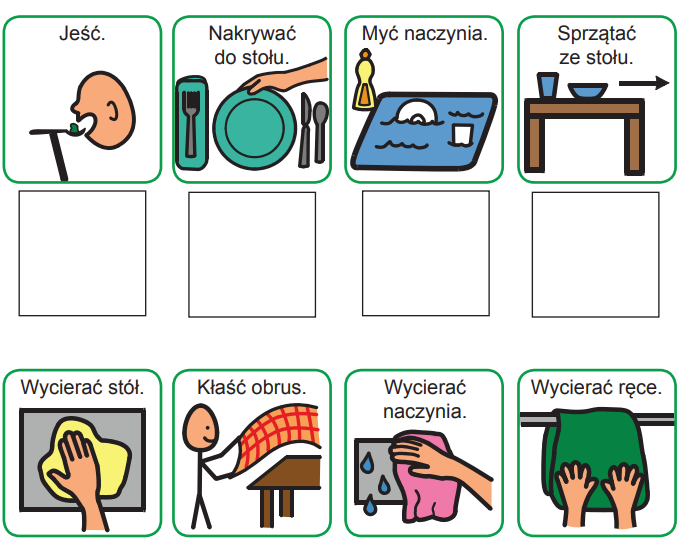 Jeść.
Nakrywać
do stołu.
Myć naczynia.
Sprzątać
ze stołu.
Wycierać stół.
Kłaść obrus.
Wycierać
naczynia.
Wycierać ręce.